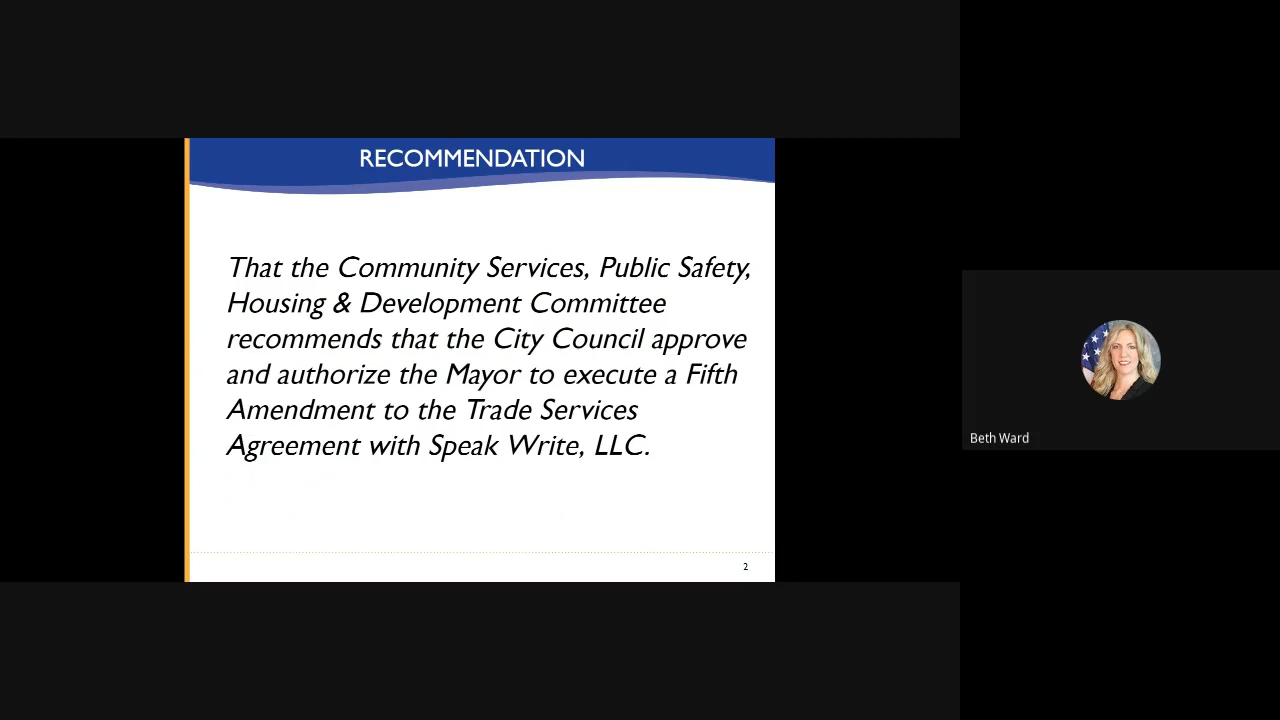 RECOMMENDATION
That the Community Services, Public Safety,
Housing & Development Committee
recommends that the City Council approve
and authorize the Mayor to execute a Fifth
Amendment to the Trade Services
Agreement with Speak Write, LLC.
2
Beth Ward